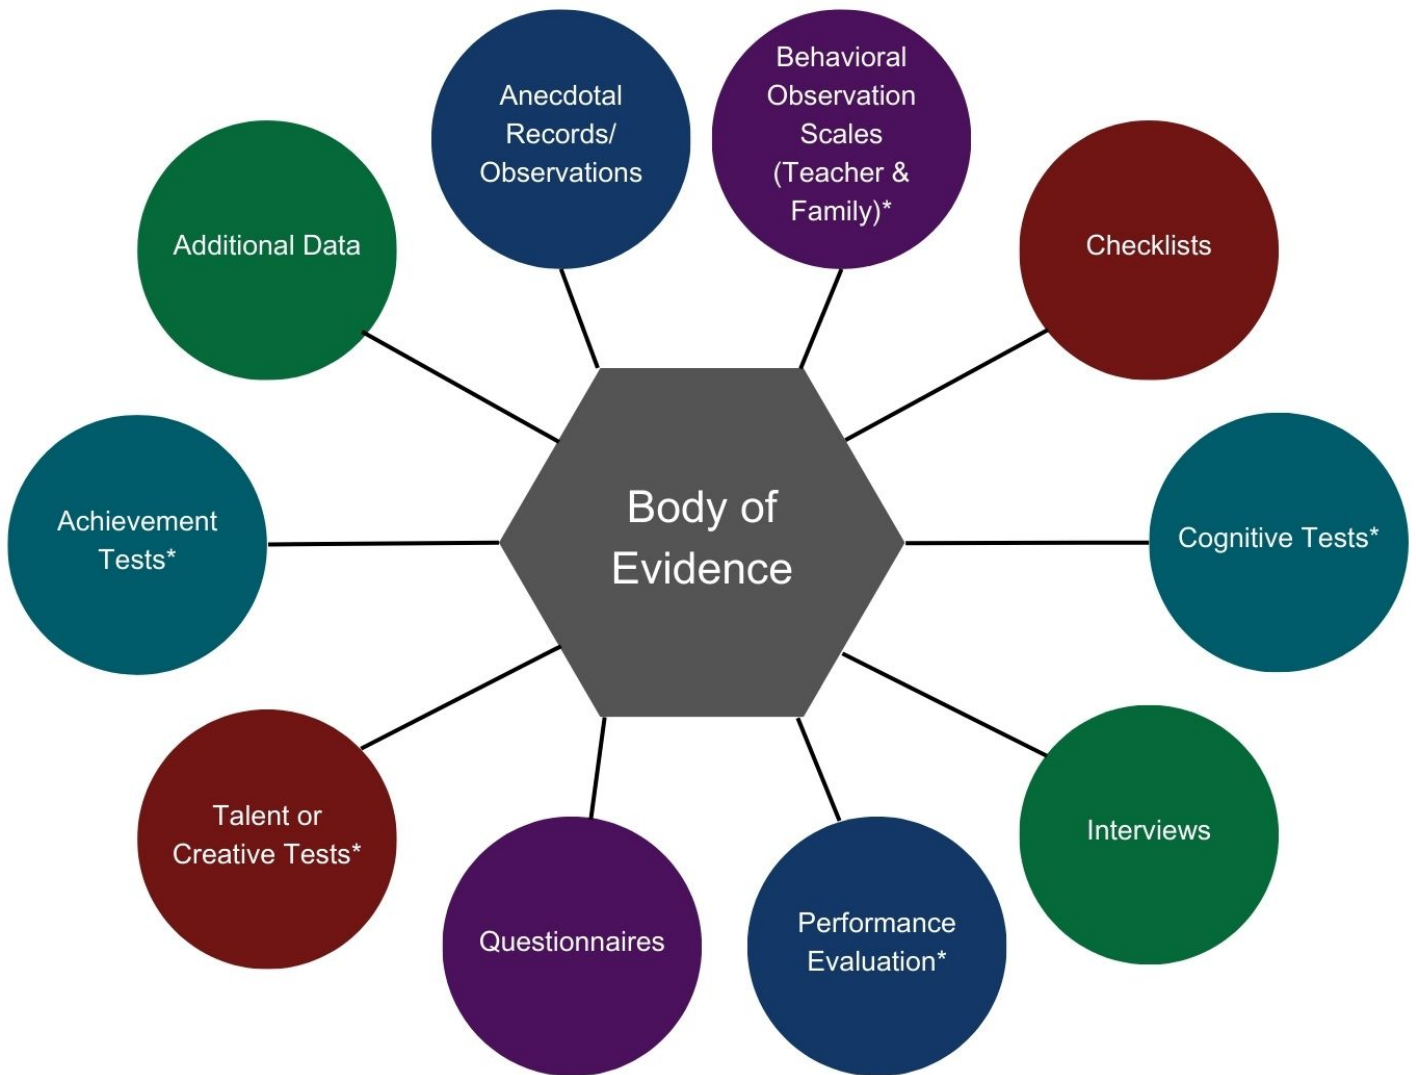 Behavioral
Observation
Scales
(Teacher &
Family)*
Anecdotal
Records/
Observations
Additional Data
Checklists
Achievement
Tests*
Body of
Evidence
Cognitive Tests*
Talent or
Creative Tests*
Interviews
Questionnaires
Performance
Evaluation*